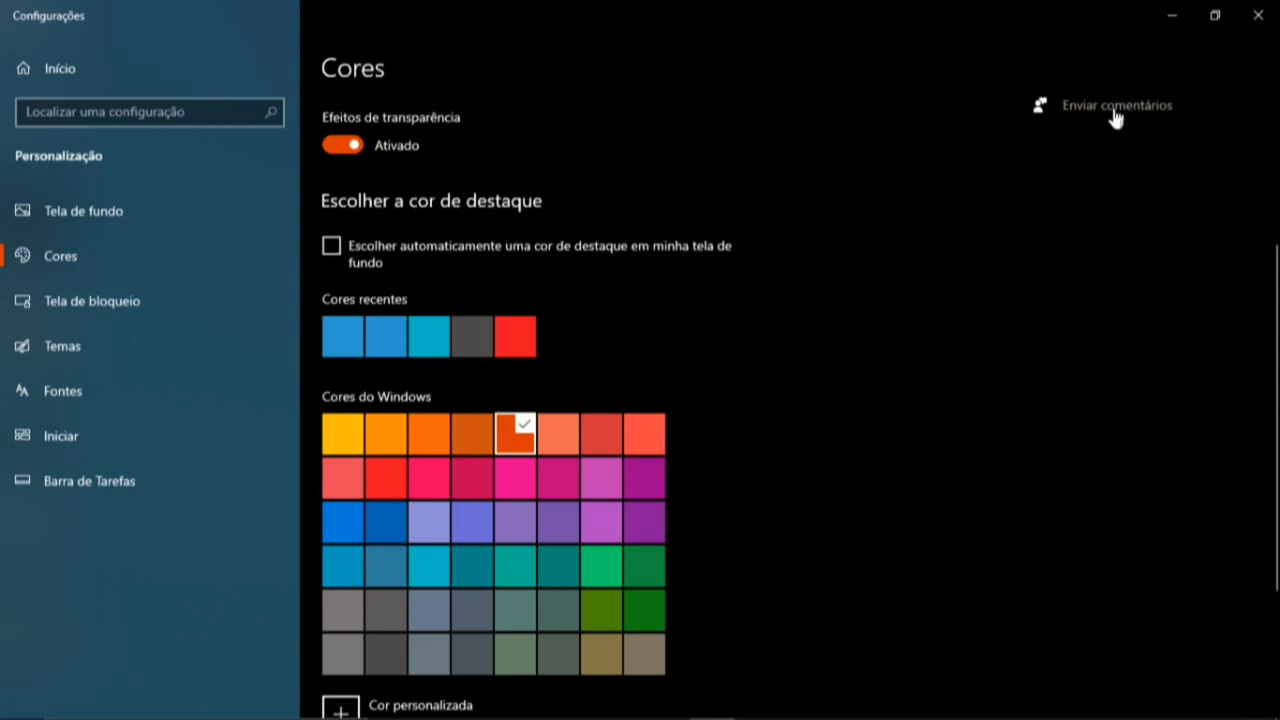 Configurações
Início
Localizar uma configuração
Personalização
Tela de fundo
Cores
Tela de bloqueio
Temas
Fontes
Iniciar
Barra de Tarefas
Cores
Enviar comentários
Efeitos de transparência
Ativado
Escolher a cor de destaque
Escolher automaticamente uma cor de destaque em minha tela de
fundo
Cores recentes
Cores do Windows
Cor personalizada